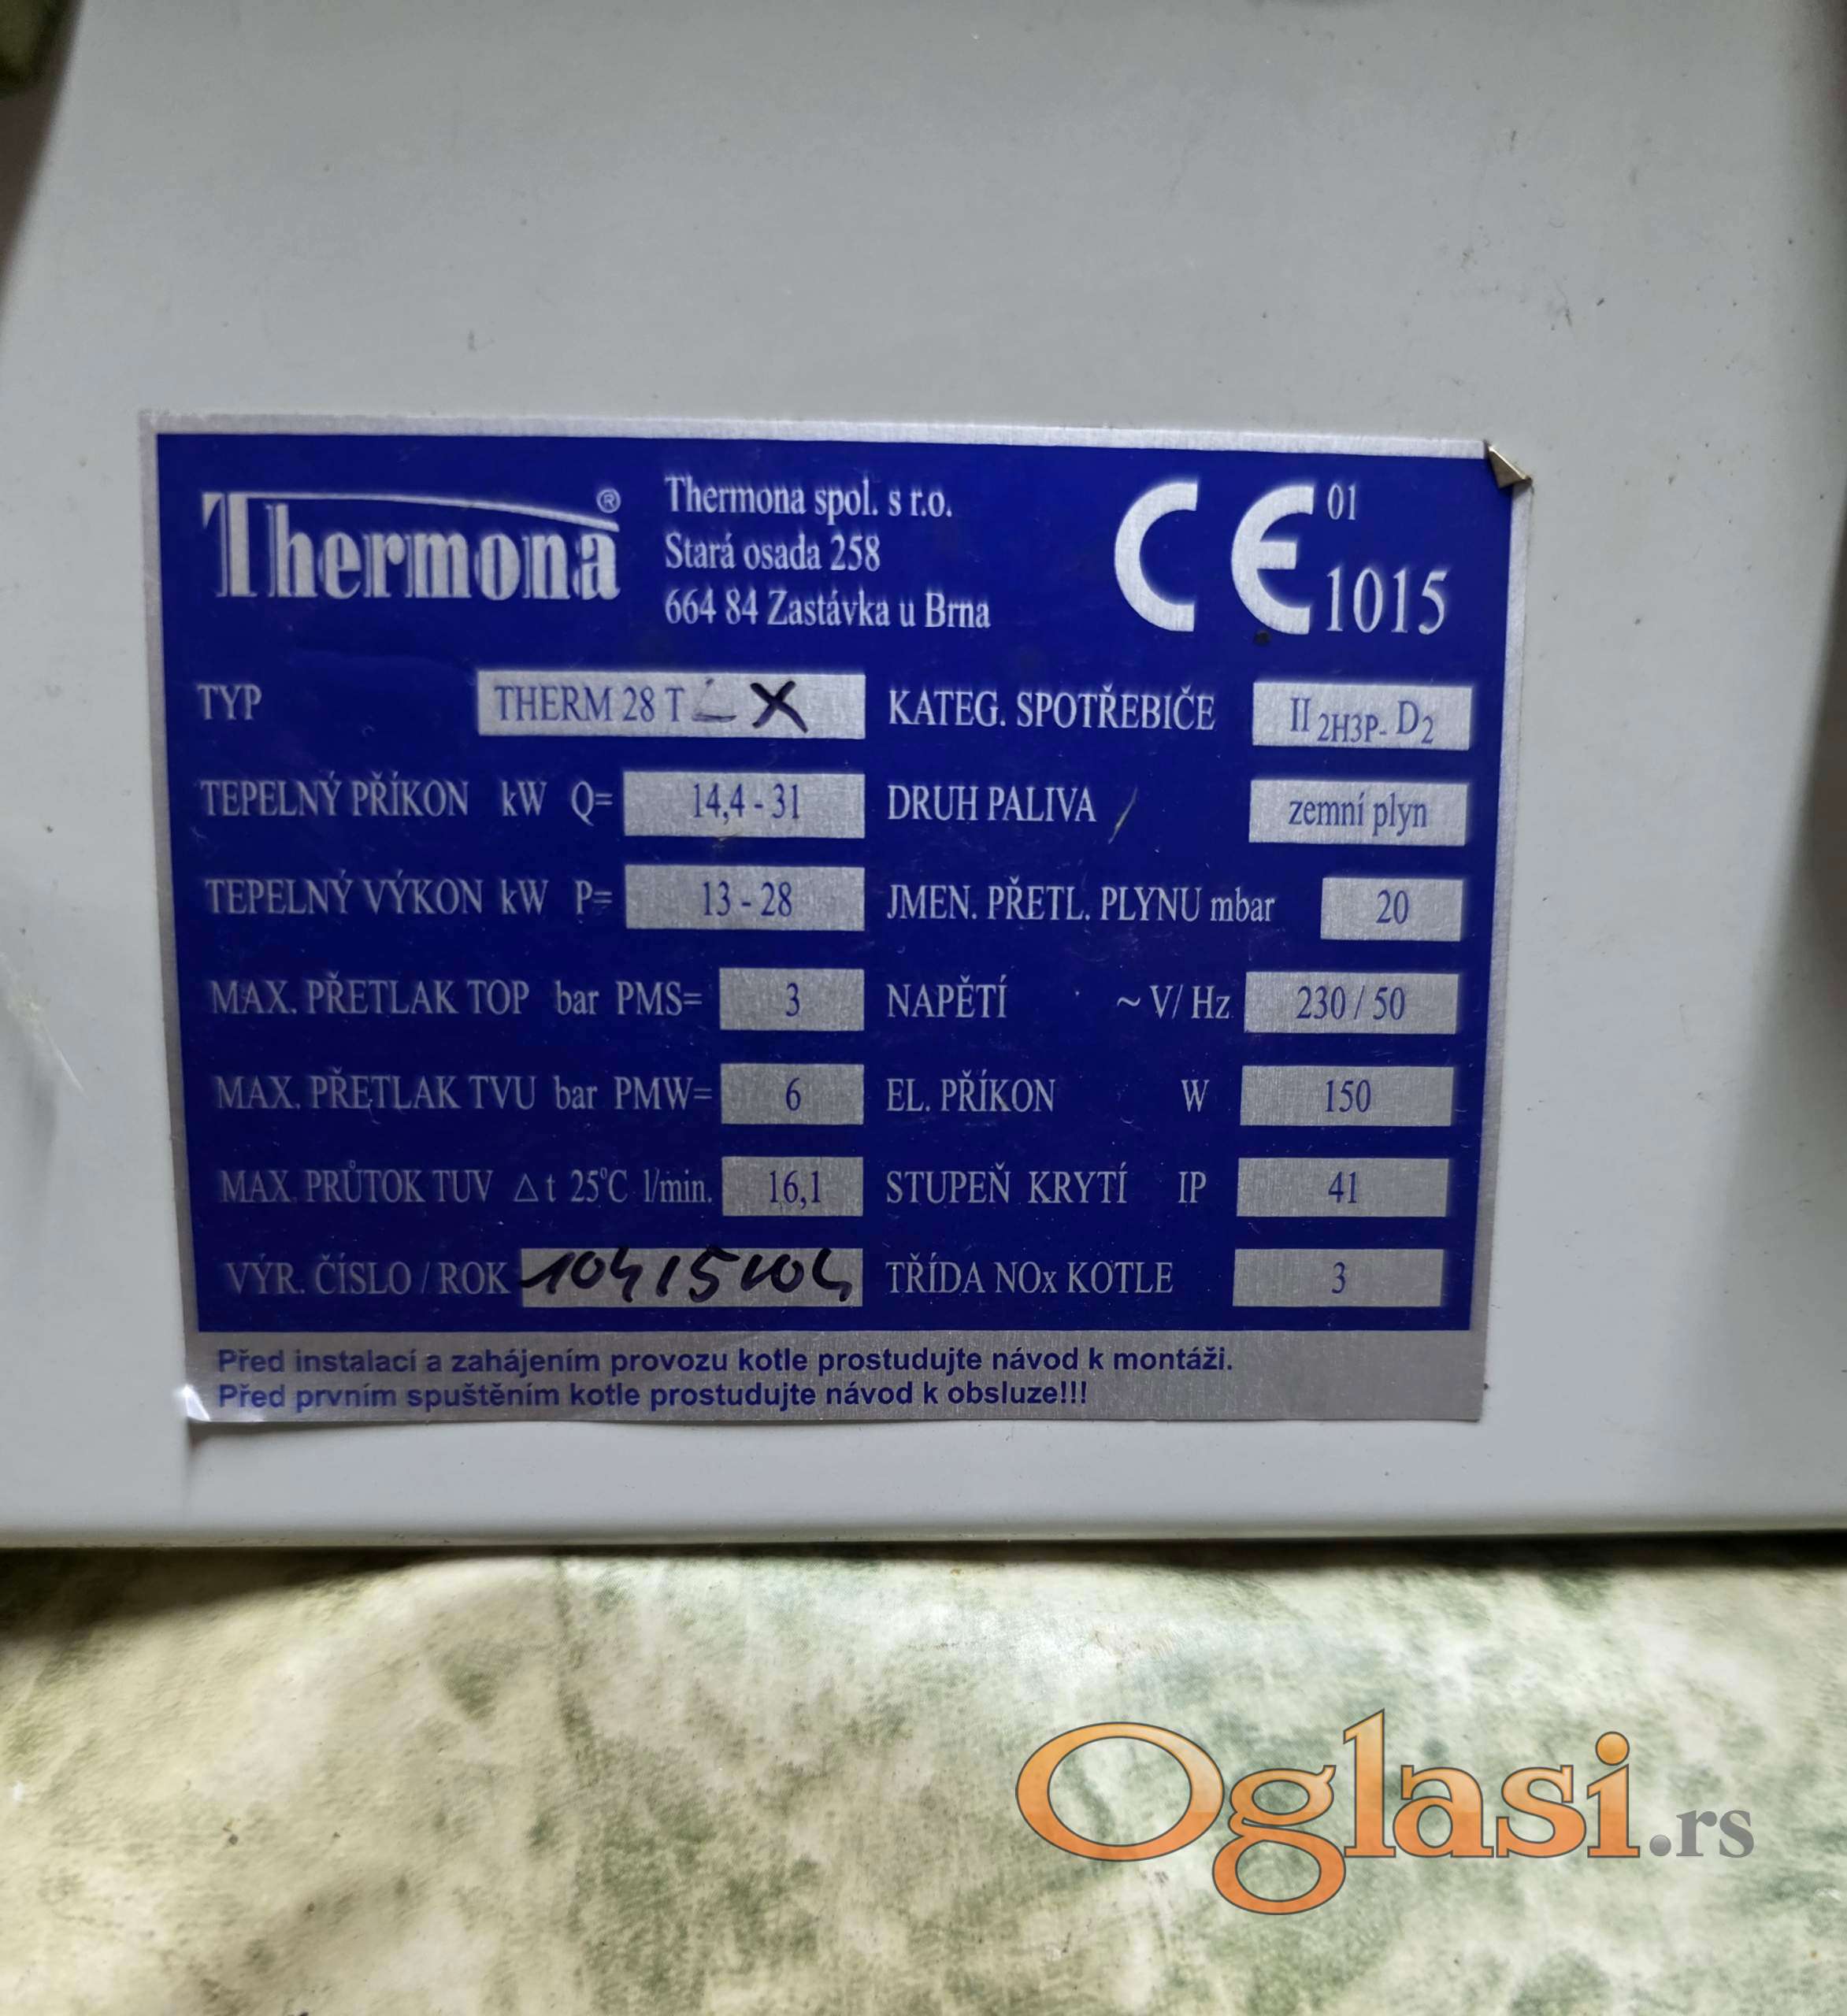 Thermona®
Thermona spol. s r.o.
Stará osada 258
664 84 Zastávka u Brna
CE 01
1015
TYP THERM 28 T X
KATEG. SPOTŘEBIČE II 2H3P- D2
TEPELNÝ PŘÍKON kW Q= 14,4 - 31
DRUH PALIVA zemní plyn
TEPELNÝ VÝKON kW P= 13 - 28
JMEN. PŘETL. PLYNU mbar 20
MAX. PŘETLAK TOP bar PMS= 3
NAPĚTÍ ~ V/ Hz 230 / 50
MAX. PŘETLAK TVU bar PMW= 6
EL. PŘÍKON W 150
MAX. PRŮTOK TUV Δt 25°C l/min. 16,1
STUPEŇ KRYTÍ IP 41
VÝR. ČÍSLO / ROK
TŘÍDA NOx KOTLE 3
Před instalací a zahájením provozu kotle prostudujte návod k montáži.
Před prvním spuštěním kotle prostudujte návod k obsluze!!!
Oglasi.rs